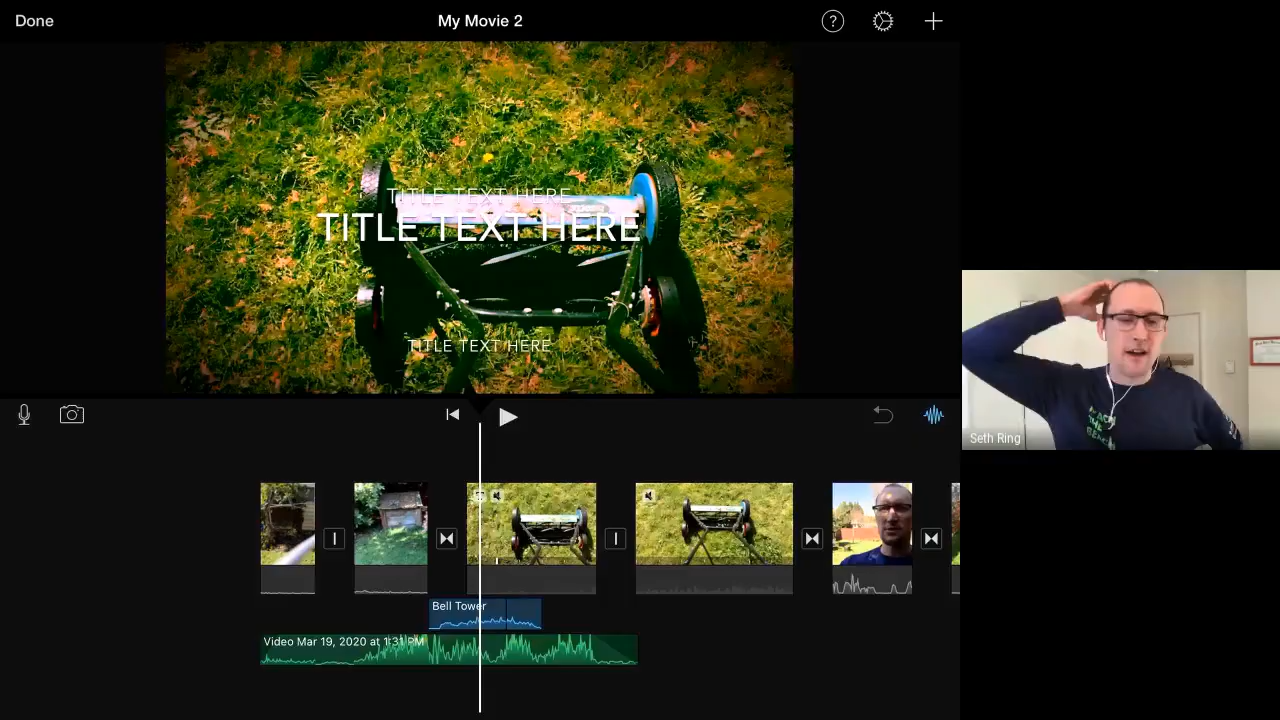 Done
My Movie 2
?
TITLE TEXT HERE
TITLE TEXT HERE
TITLE TEXT HERE
Seth Ring
Bell Tower
Video Mar 19, 2020 at 1:31 PM